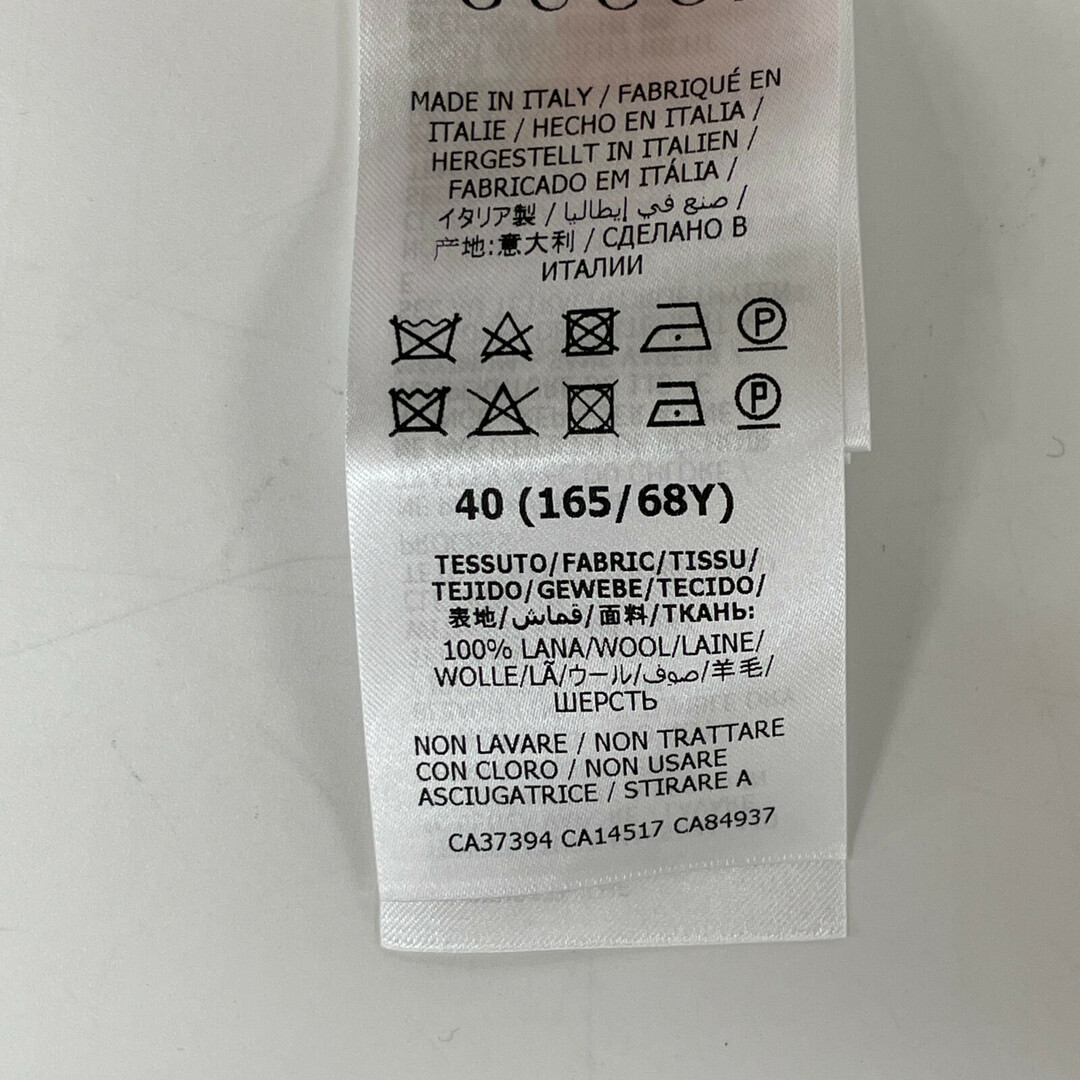 GUCCI
MADE IN ITALY / FABRIQUÉ EN
ITALIE / HECHO EN ITALIA /
HERGESTELLT IN ITALIEN /
FABRICADO EM ITÁLIA /
イタリア製 / صنع في إيطاليا /
产地:意大利 / СДЕЛАНО В
ИТАЛИИ
P
P
40 (165/68Y)
TESSUTO/FABRIC/TISSU/
TEJIDO/GEWEBE/TECIDO/
表地/قماش/面料/ТКАНЬ:
100% LANA/WOOL/LAINE/
WOLLE/LÃ/ウール/صوف/羊毛/
ШЕРСТЬ
NON LAVARE / NON TRATTARE
CON CLORO / NON USARE
ASCIUGATRICE / STIRARE A
CA37394 CA14517 CA84937